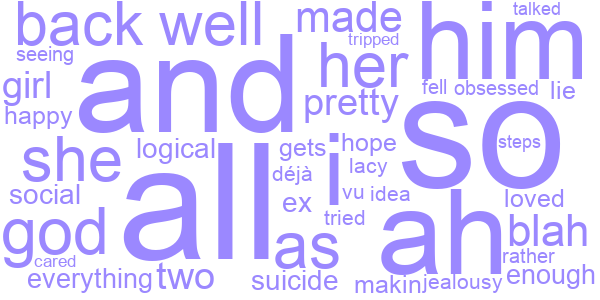 talked
back well made him
tripped
seeing and her
girl fell obsessed lie
happy pretty so
she logical gets i hope steps
déjà lacy
social all vu idea loved
ex tried ah
god as blah
cared rather
everything two suicide makin jealousy enough